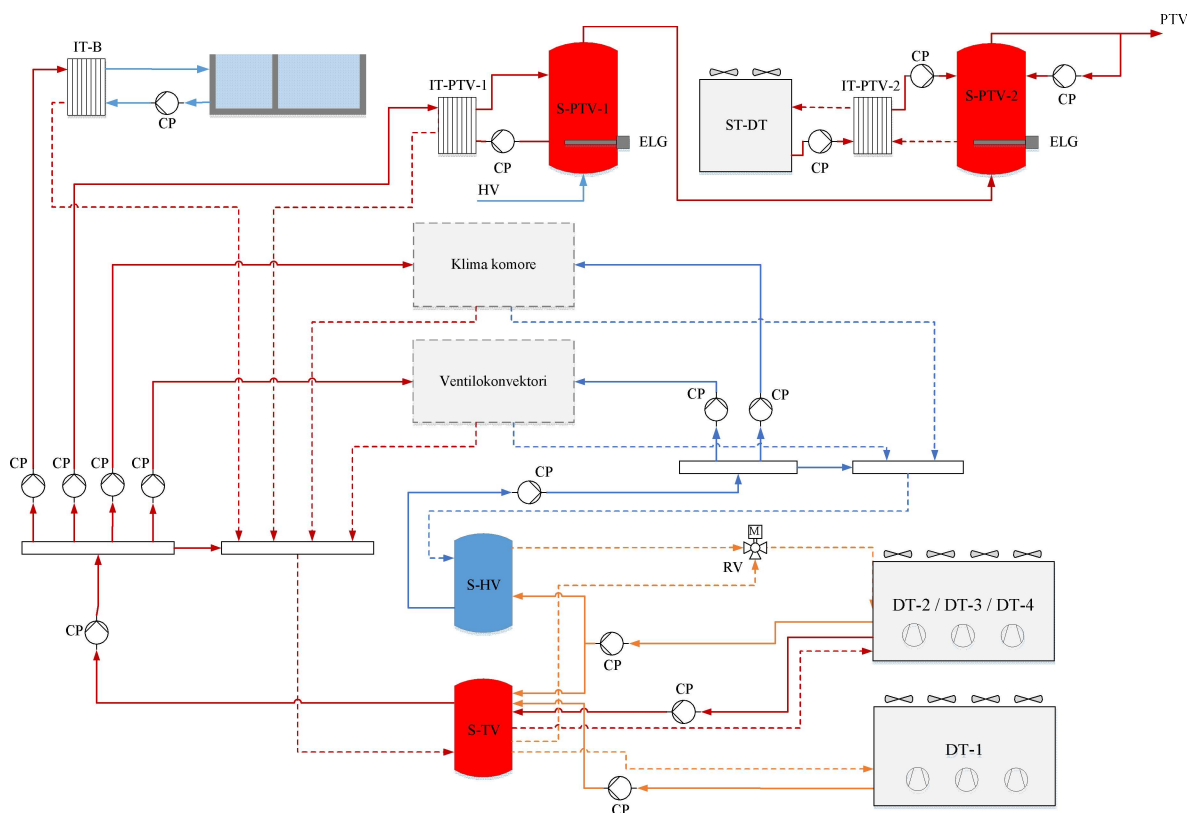 PTV
IT-B
CP
IT-PTV-1
S-PTV-1
CP
ELG
HV
ST-DT
CP
IT-PTV-2
CP
S-PTV-2
CP
ELG
Klima komore
Ventilokonvektori
CP
CP
CP
CP
CP
CP
CP
S-HV
M
RV
DT-2 / DT-3 / DT-4
CP
CP
S-TV
CP
DT-1
CP